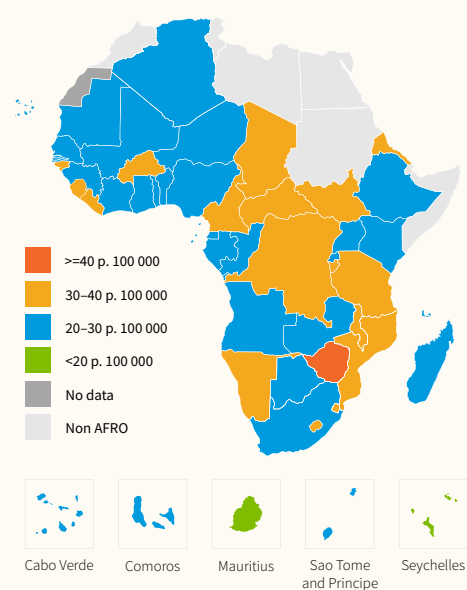 >=40 p. 100 000
30–40 p. 100 000
20–30 p. 100 000
<20 p. 100 000
No data
Non AFRO
Cabo Verde
Comoros
Mauritius
Sao Tome
and Principe
Seychelles